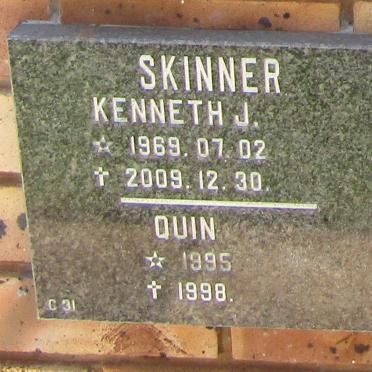 SKINNER
KENNETH J.
☆ 1969. 07. 02
✝ 2009. 12. 30.
QUIN
☆ 1995
✝ 1998.
C 31